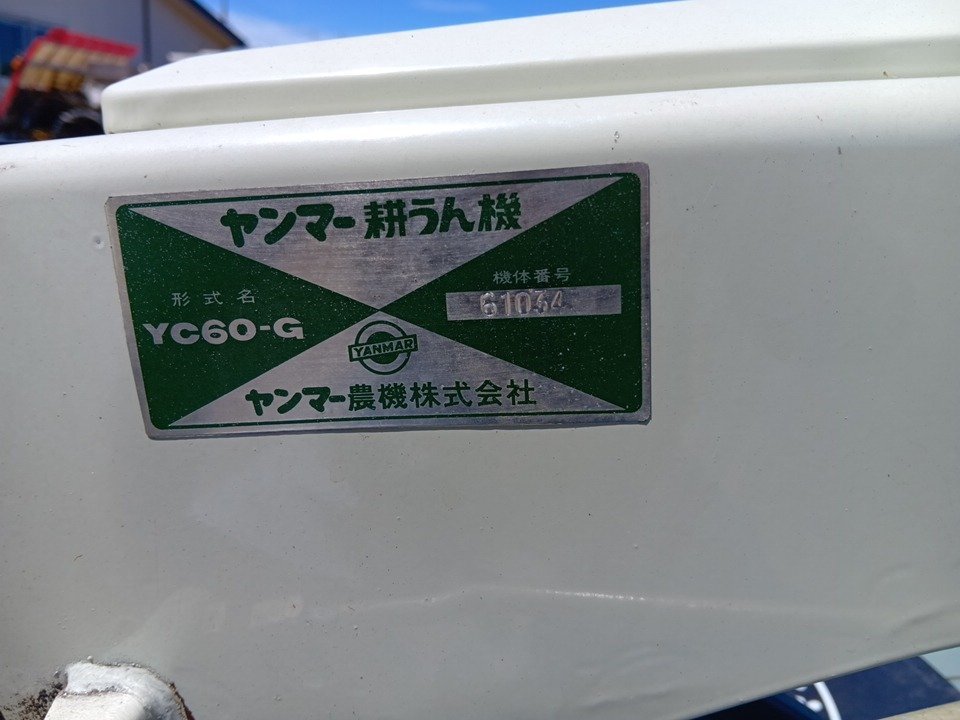 ヤンマー耕うん機
形式名
YC60-G
機体番号
61034
YANMAR
ヤンマー農機株式会社